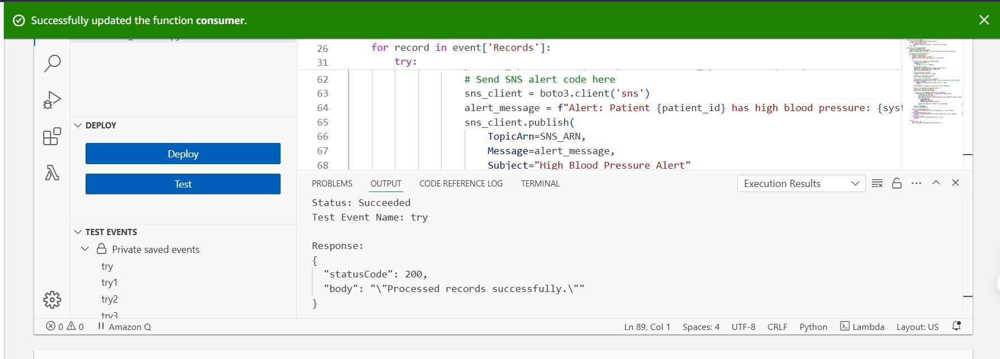 Successfully updated the function consumer.
26 for record in event['Records']:
31 try:
62 # Send SNS alert code here
63 sns_client = boto3.client('sns')
64 alert_message = f"Alert: Patient {patient_id} has high blood pressure: {syst
65 sns_client.publish(
66 TopicArn=SNS_ARN,
67 Message=alert_message,
68 Subject="High Blood Pressure Alert"
DEPLOY
Deploy
Test
TEST EVENTS
Private saved events
try
try1
try2
try3
PROBLEMS OUTPUT CODE REFERENCE LOG TERMINAL Execution Results
Status: Succeeded
Test Event Name: try
Response:
{
"statusCode": 200,
"body": "\"Processed records successfully.\""
}
0 0 Amazon Q Ln 89, Col 1 Spaces: 4 UTF-8 CRLF Python Lambda Layout: US